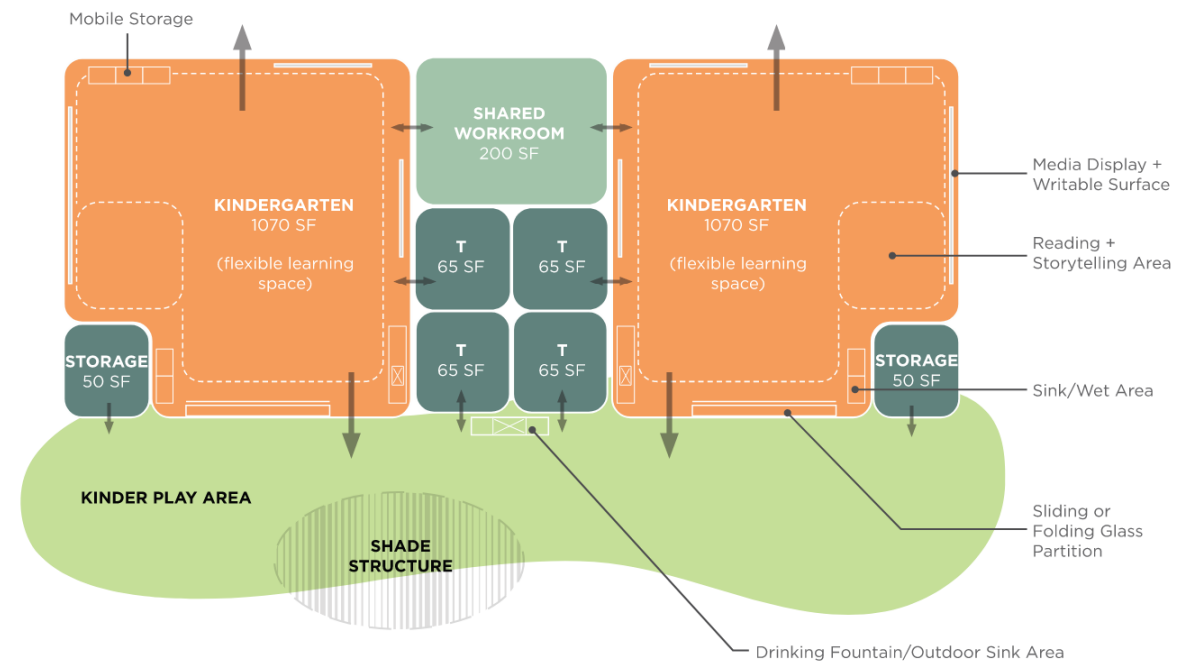 Mobile Storage
SHARED
WORKROOM
200 SF
KINDERGARTEN
1070 SF
(flexible learning
space)
KINDERGARTEN
1070 SF
(flexible learning
space)
T
65 SF
T
65 SF
T
65 SF
T
65 SF
STORAGE
50 SF
STORAGE
50 SF
Media Display +
Writable Surface
Reading +
Storytelling Area
Sink/Wet Area
Sliding or
Folding Glass
Partition
KINDER PLAY AREA
SHADE
STRUCTURE
Drinking Fountain/Outdoor Sink Area